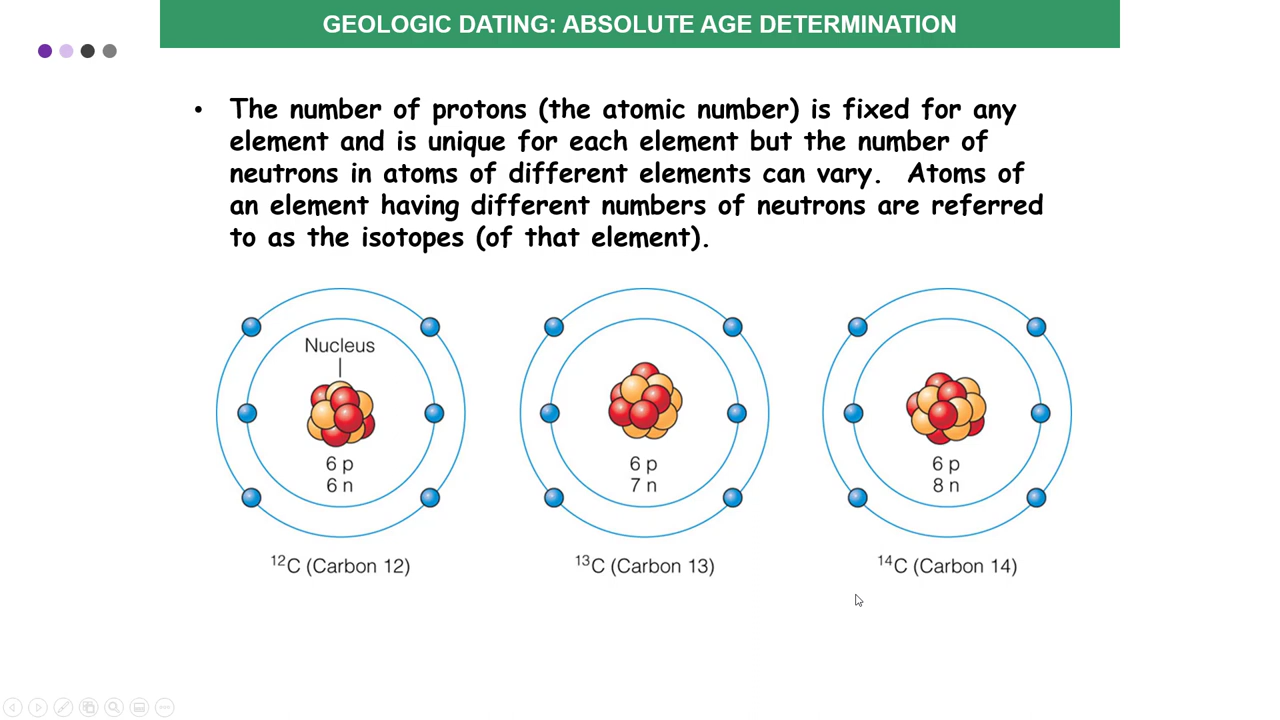 GEOLOGIC DATING: ABSOLUTE AGE DETERMINATION
• The number of protons (the atomic number) is fixed for any
element and is unique for each element but the number of
neutrons in atoms of different elements can vary. Atoms of
an element having different numbers of neutrons are referred
to as the isotopes (of that element).
Nucleus
6 p
6 n
¹²C (Carbon 12)
6 p
7 n
¹³C (Carbon 13)
6 p
8 n
¹⁴C (Carbon 14)